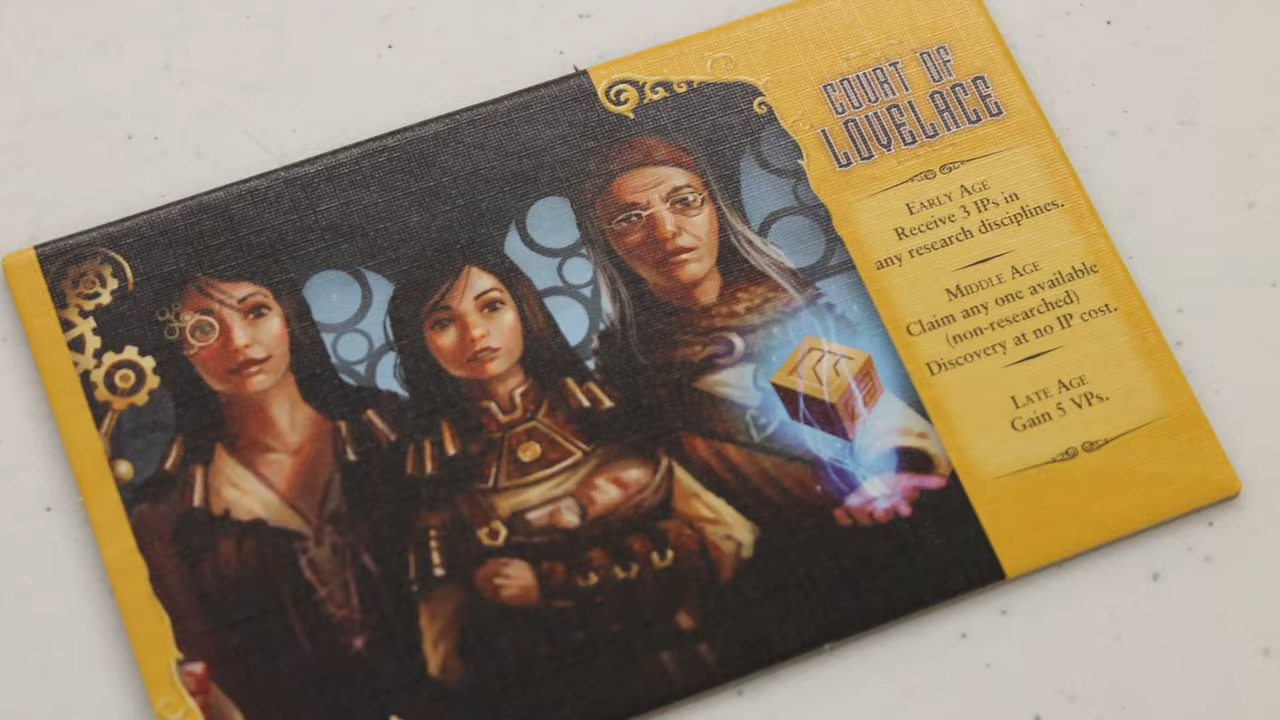 COURT OF
LOVELACE
EARLY AGE
Receive 3 IPs in
any research disciplines.
MIDDLE AGE
Claim any one available
(non-researched)
Discovery at no IP cost.
LATE AGE
Gain 5 VPs.